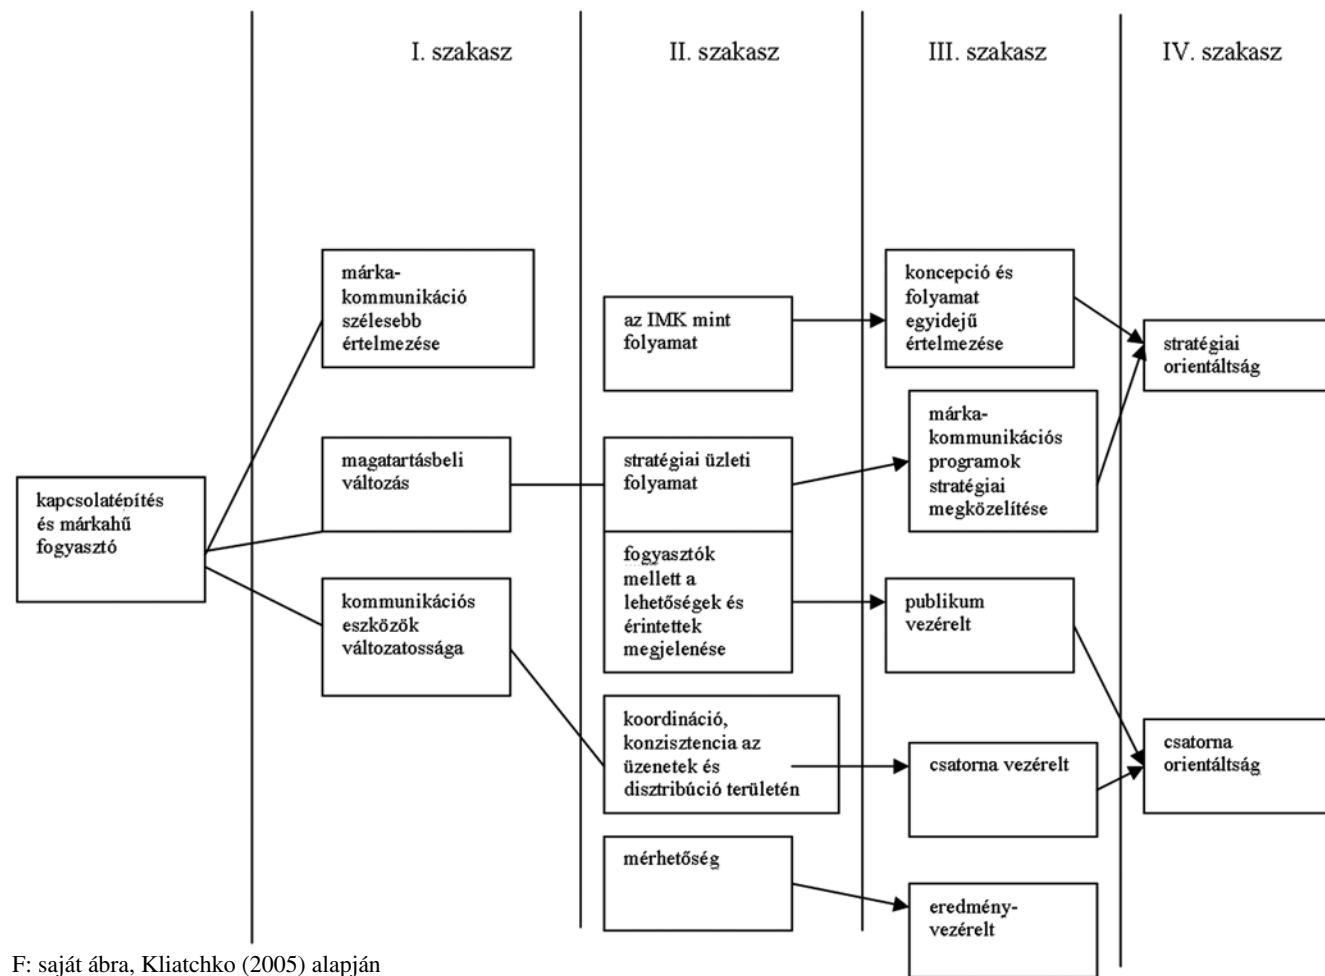 I. szakasz
II. szakasz
III. szakasz
IV. szakasz
kapcsolatépítés
és márkahű
fogyasztó
márka-
kommunikáció
szélesebb
értelmezése
magatartásbeli
változás
kommunikációs
eszközök
változatossága
az IMK mint
folyamat
stratégiai üzleti
folyamat
fogyasztók
mellett a
lehetőségek és
érintettek
megjelenése
koordináció,
konzisztencia az
üzenetek és
disztribúció területén
mérhetőség
koncepció és
folyamat
egyidejű
értelmezése
márka-
kommunikációs
programok
stratégiai
megközelítése
publikum
vezérelt
csatorna vezérelt
eredmény-
vezérelt
stratégiai
orientáltság
csatorna
orientáltság
F: saját ábra, Kliatchko (2005) alapján